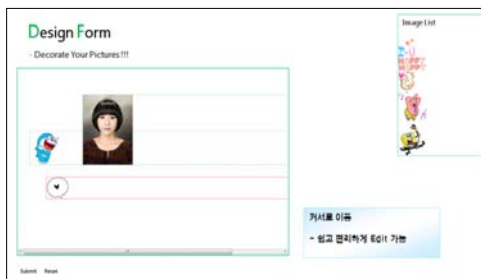 Design Form
- Decorate Your Pictures!!!
Image List
커서로 이동
- 쉽고 편리하게 Edit 가능
Submit Reset